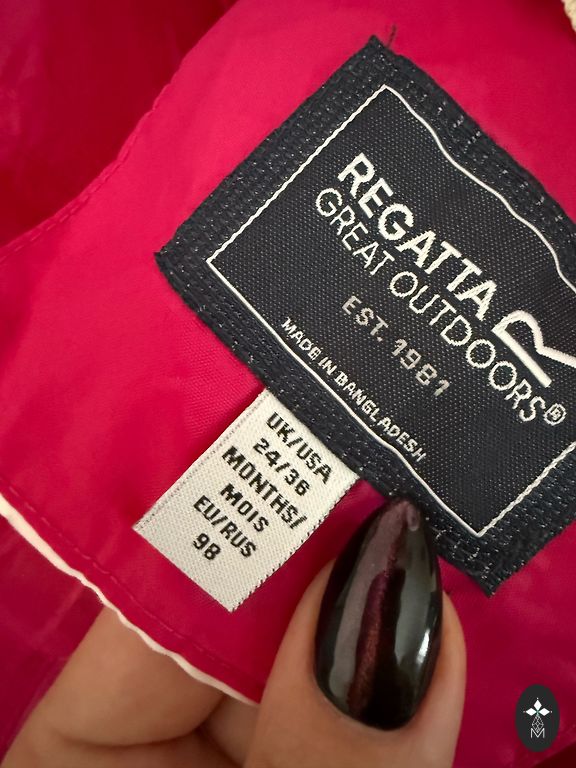 REGATTA
GREAT OUTDOORS®
EST. 1981
MADE IN BANGLADESH
UK/USA
24/36
MONTHS/
MOIS
EU/RUS
98
M